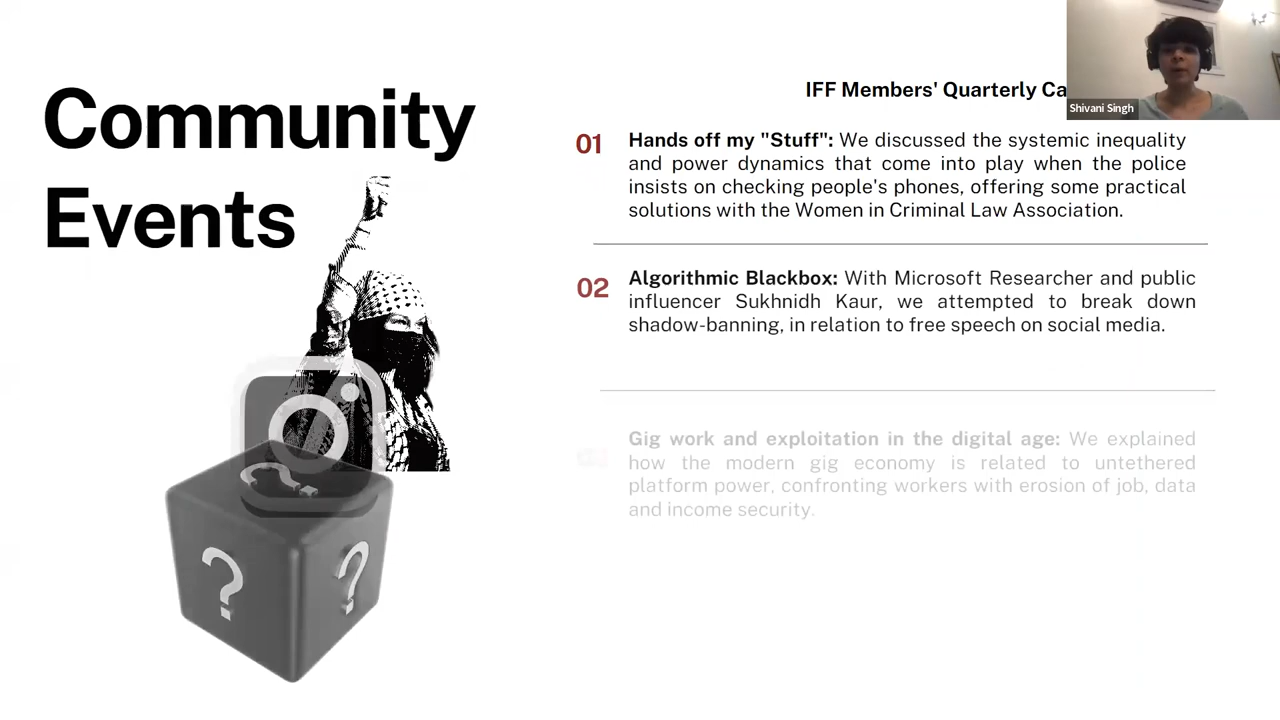 Community
Events
IFF Members' Quarterly Ca
Shivani Singh
01
Hands off my "Stuff": We discussed the systemic inequality
and power dynamics that come into play when the police
insists on checking people's phones, offering some practical
solutions with the Women in Criminal Law Association.
02
Algorithmic Blackbox: With Microsoft Researcher and public
influencer Sukhnidh Kaur, we attempted to break down
shadow-banning, in relation to free speech on social media.
Gig work and exploitation in the digital age: We explained
how the modern gig economy is related to untethered
platform power, confronting workers with erosion of job, data
and income security.
?
? ?